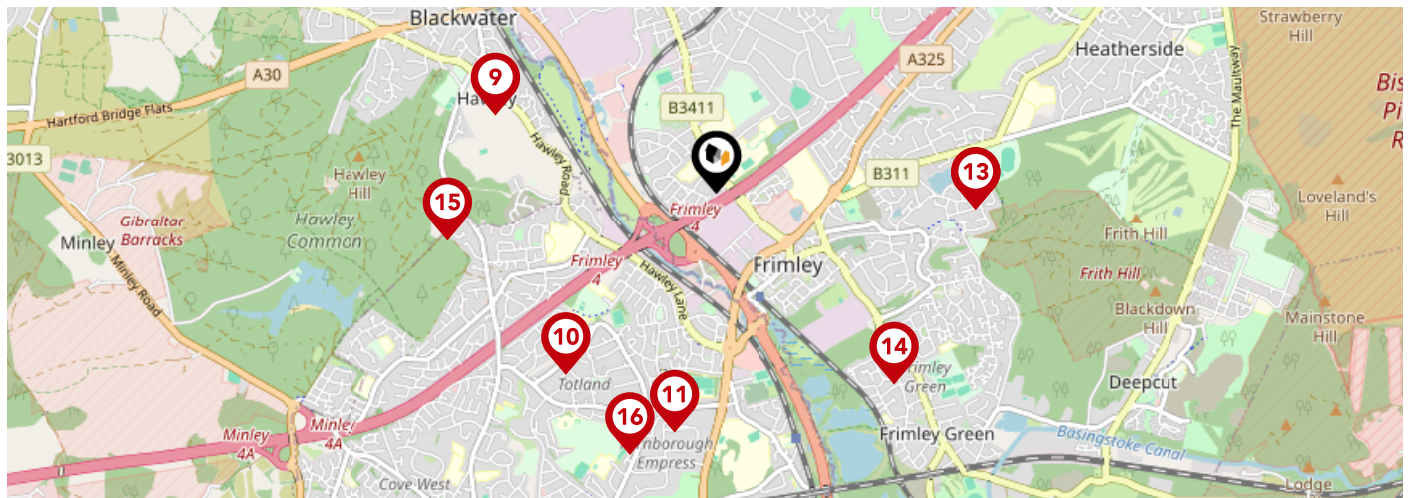 Blackwater
Strawberry
Hill
Heatherside
A325
A30
9
B3411
The Maultway
Hartford Bridge Flats
3013
Hawley Road
13
B311
Hawley
Hill
15
Loveland's
Hill
Gibraltar
Barracks
Hawley
Common
Frimley
4
Minley
Frith Hill
Frimley
4
Frimley
Frith Hill
Minley Road
Hawley Lane
Blackdown
Hill
Mainstone
Hill
10
14
Green
Totland
11
Deepcut
16
Minley
4A
Minley
4A
Empress
Frimley Green
Basingstoke Canal
Cove West
Lodge